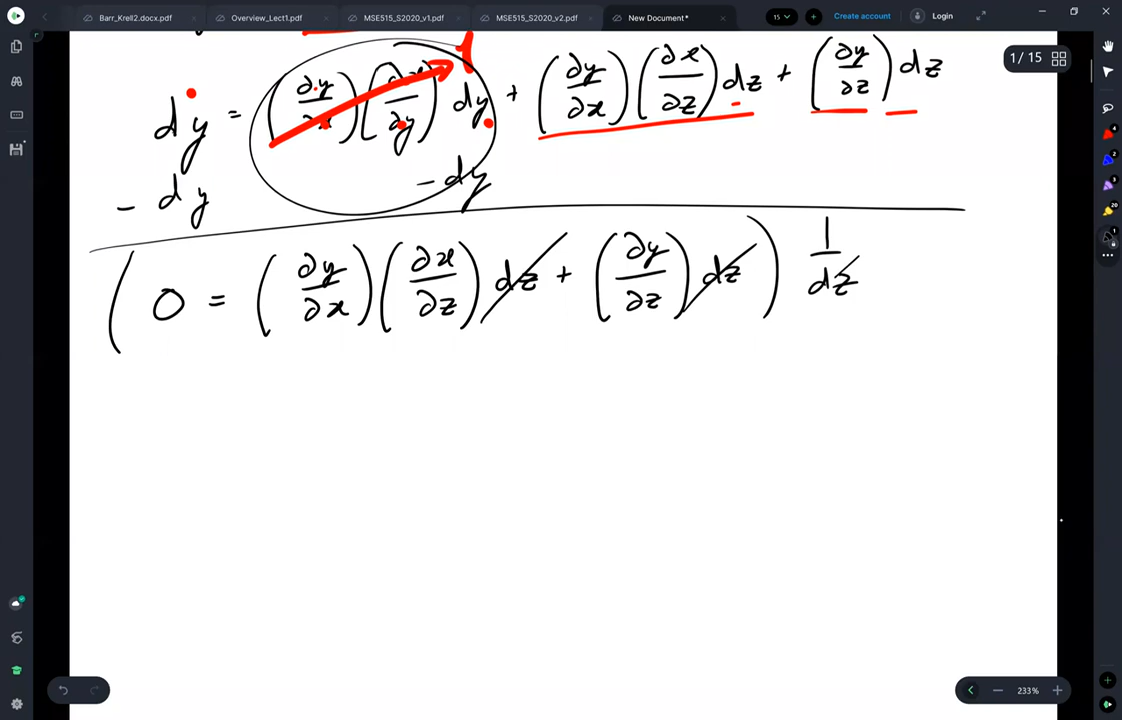 Barr_Krell2.docx.pdf × Overview_Lect1.pdf × MSE515_S2020_v1.pdf × MSE515_S2020_v2.pdf × New Document* × 15 Create account Login
1 / 15
dy = (∂y/∂x)(∂x/∂y) dy + (∂y/∂x)(∂x/∂z) dz + (∂y/∂z) dz
- dy - dy
( 0 = (∂y/∂x)(∂x/∂z) dz + (∂y/∂z) dz ) 1/dz
233%